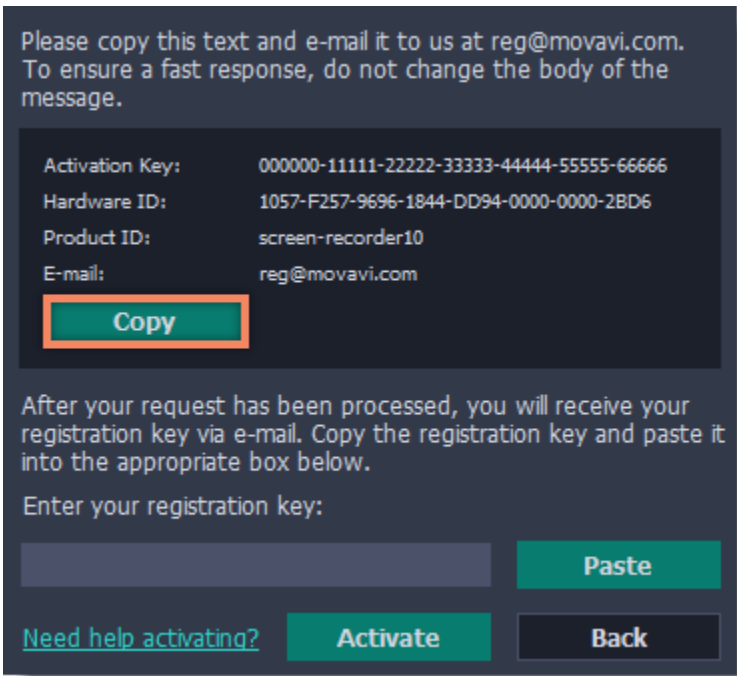 Please copy this text and e-mail it to us at reg@movavi.com.
To ensure a fast response, do not change the body of the
message.
Activation Key: 000000-11111-22222-33333-44444-55555-66666
Hardware ID: 1057-F257-9696-1844-DD94-0000-0000-2BD6
Product ID: screen-recorder10
E-mail: reg@movavi.com
Copy
After your request has been processed, you will receive your
registration key via e-mail. Copy the registration key and paste it
into the appropriate box below.
Enter your registration key:
Paste
Need help activating? Activate Back